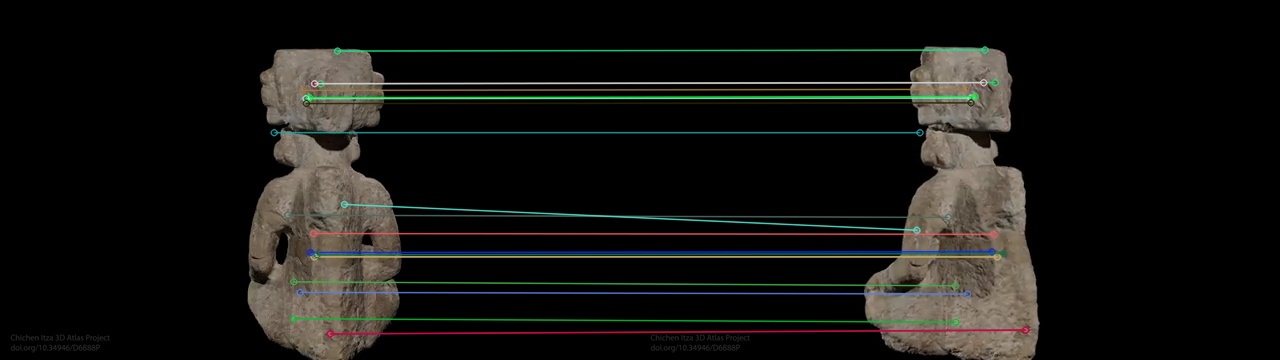 Chichen Itza 3D Atlas Project
doi.org/10.34946/D6B88P
Chichen Itza 3D Atlas Project
doi.org/10.34946/D6B88P